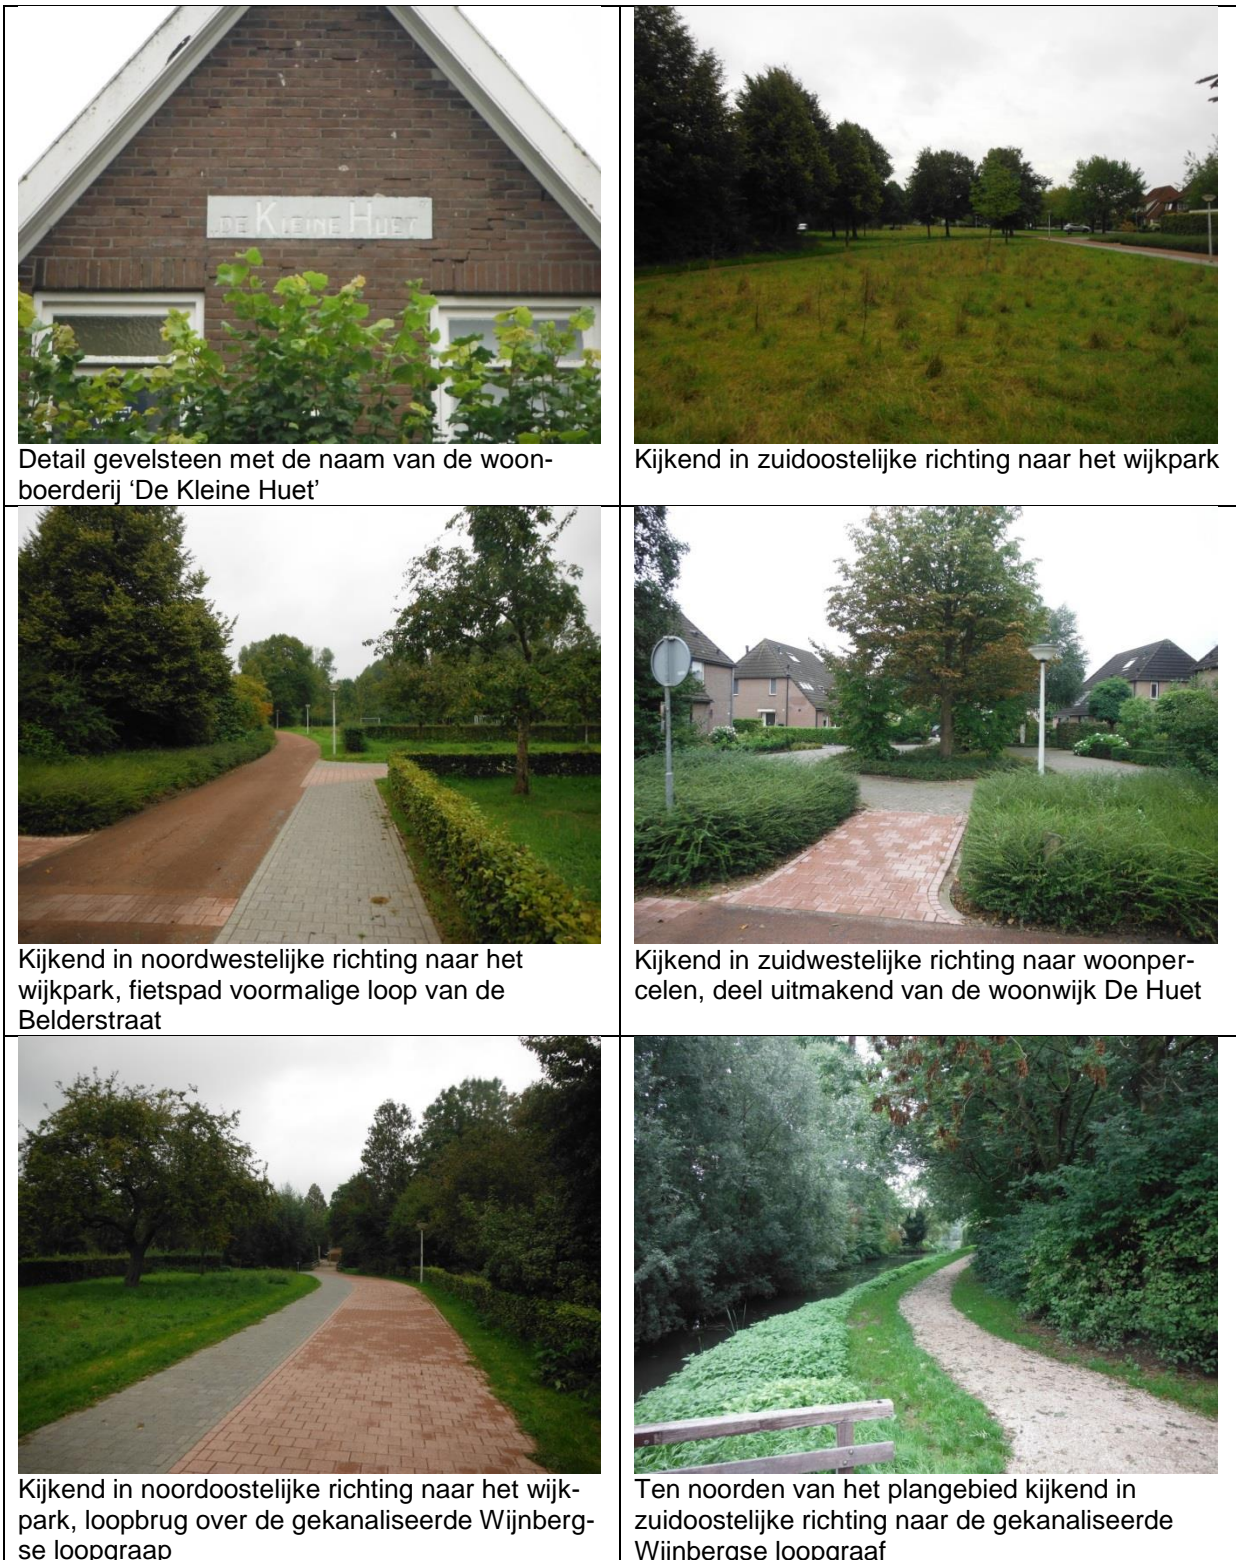 DE KLEINE HUET
Detail gevelsteen met de naam van de woon-
boerderij ‘De Kleine Huet’
Kijkend in zuidoostelijke richting naar het wijkpark
Kijkend in noordwestelijke richting naar het
wijkpark, fietspad voormalige loop van de
Belderstraat
Kijkend in zuidwestelijke richting naar woonper-
celen, deel uitmakend van de woonwijk De Huet
Kijkend in noordoostelijke richting naar het wijk-
park, loopbrug over de gekanaliseerde Wijnberg-
se loopgraap
Ten noorden van het plangebied kijkend in
zuidoostelijke richting naar de gekanaliseerde
Wijnbergse loopgraaf